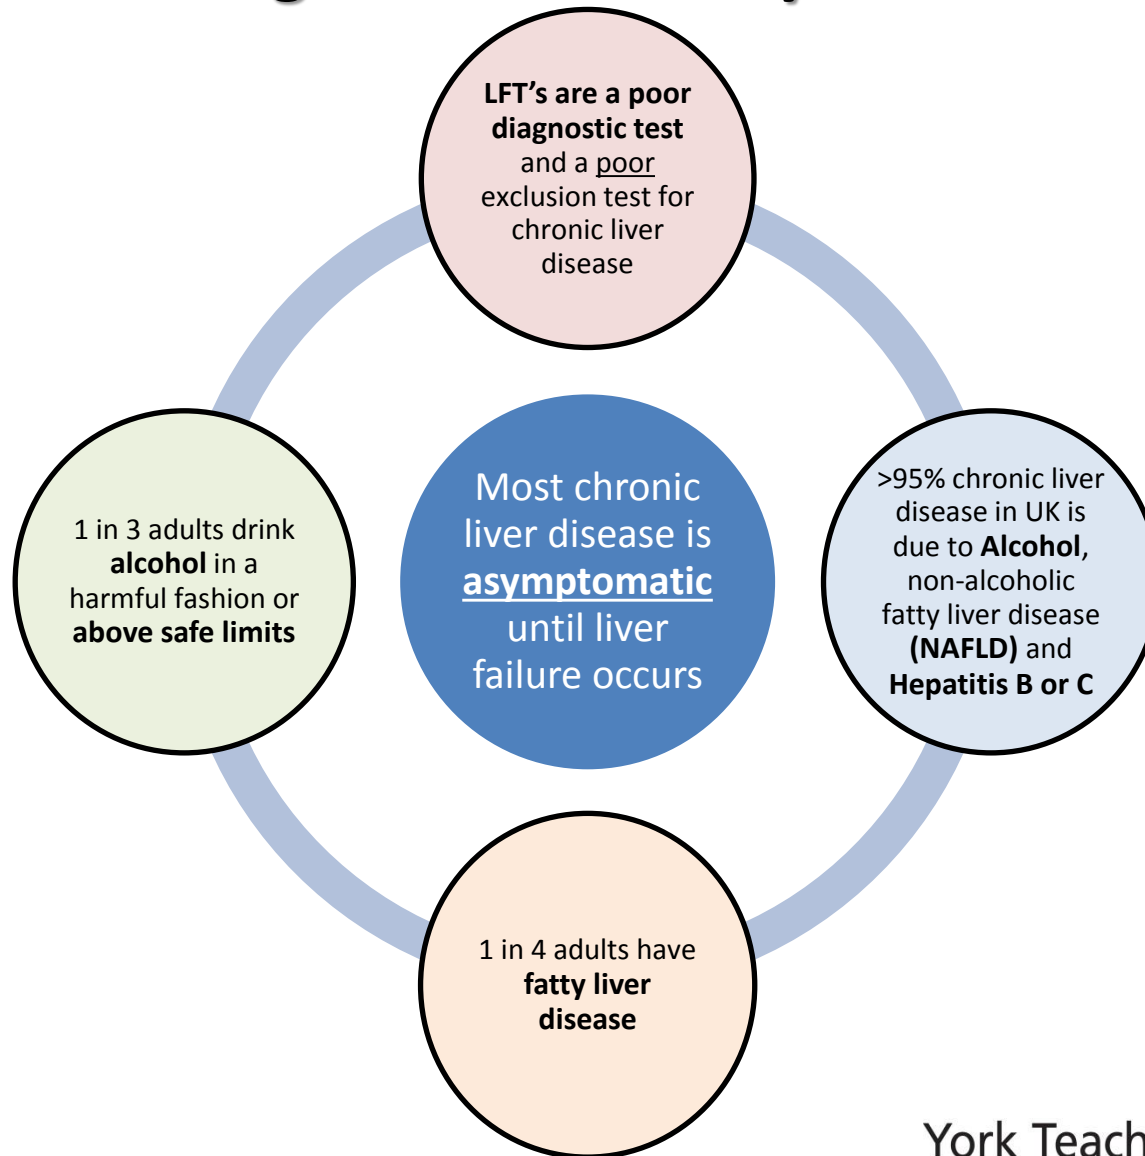 LFT's are a poor
diagnostic test
and a poor
exclusion test for
chronic liver
disease
1 in 3 adults drink
alcohol in a
harmful fashion or
above safe limits
Most chronic
liver disease is
asymptomatic
until liver
failure occurs
>95% chronic liver
disease in UK is
due to Alcohol,
non-alcoholic
fatty liver disease
(NAFLD) and
Hepatitis B or C
1 in 4 adults have
fatty liver
disease
York Teach